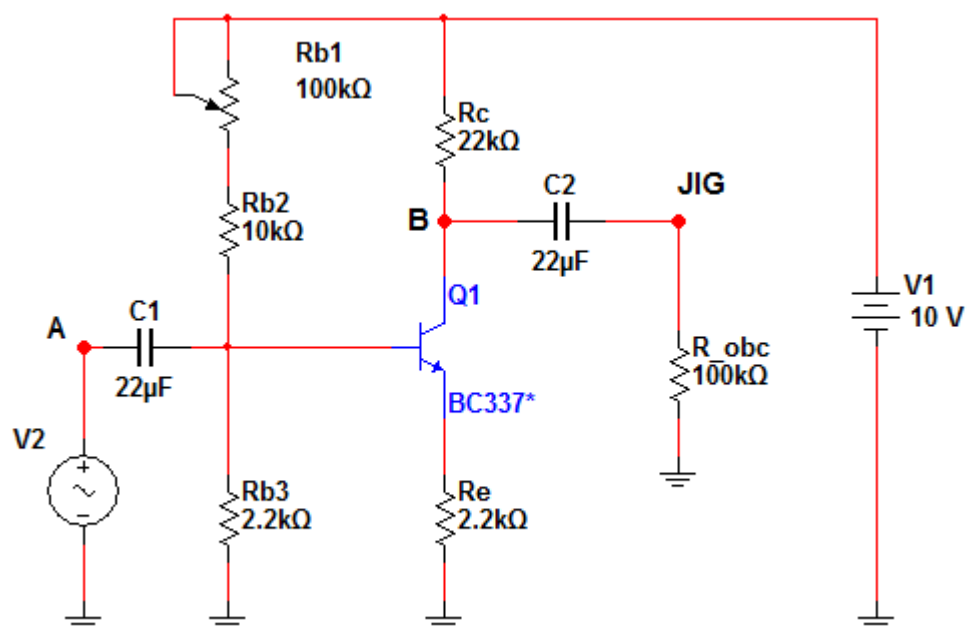 Rb1
100kΩ
Rc
22kΩ
Rb2
10kΩ
C2
22µF
JIG
B
Q1
BC337*
V1
10 V
A
C1
22µF
R_obc
100kΩ
V2
Rb3
2.2kΩ
Re
2.2kΩ